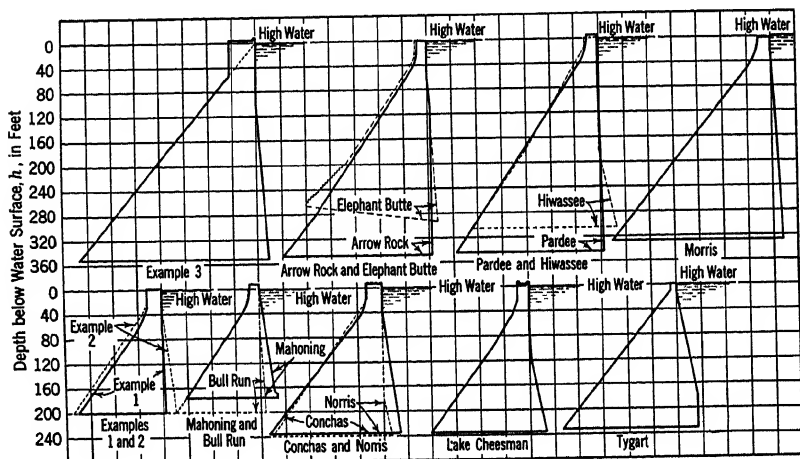 High Water
High Water
High Water
High Water
Depth below Water Surface, h, in Feet
0
40
80
120
160
200
240
280
320
360
Elephant Butte
Arrow Rock
Hiwassee
Pardee
Example 3
Arrow Rock and Elephant Butte
Pardee and Hiwassee
Morris
0
40
80
120
160
200
240
High Water
High Water
High Water
High Water
High Water
Example
2
Example
1
Mahoning
Bull Run
Norris
Conchas
Examples
1 and 2
Mahoning and
Bull Run
Conchas and Norris
Lake Cheesman
Tygart